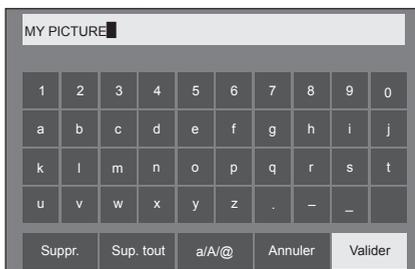 MY PICTURE
1 2 3 4 5 6 7 8 9 0
a b c d e f g h i j
k l m n o p q r s t
u v w x y z . – _
Suppr. Sup. tout a/A/@ Annuler Valider